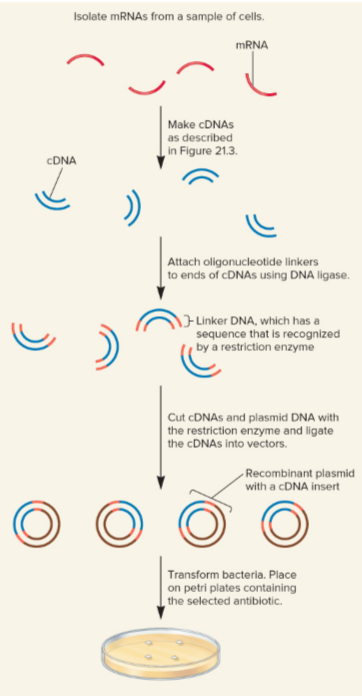 Isolate mRNAs from a sample of cells.
mRNA
Make cDNAs
as described
in Figure 21.3.
cDNA
Attach oligonucleotide linkers
to ends of cDNAs using DNA ligase.
Linker DNA, which has a
sequence that is recognized
by a restriction enzyme
Cut cDNAs and plasmid DNA with
the restriction enzyme and ligate
the cDNAs into vectors.
Recombinant plasmid
with a cDNA insert
Transform bacteria. Place
on petri plates containing
the selected antibiotic.